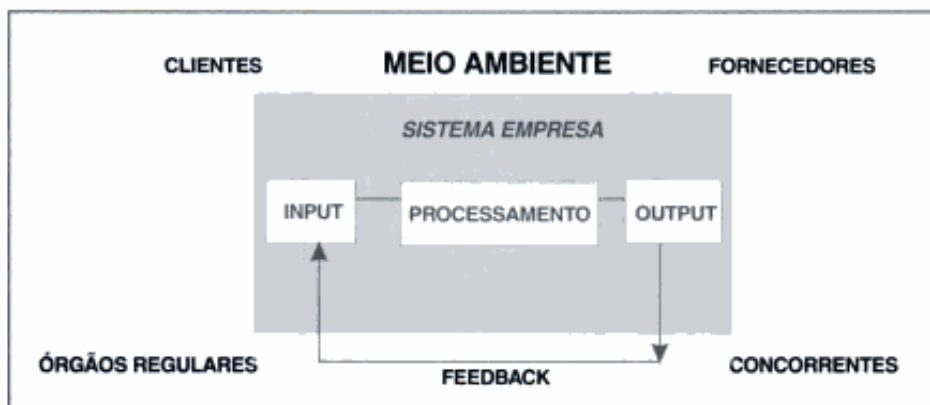 CLIENTES
MEIO AMBIENTE
FORNECEDORES
SISTEMA EMPRESA
INPUT
PROCESSAMENTO
OUTPUT
ÓRGÃOS REGULARES
FEEDBACK
CONCORRENTES